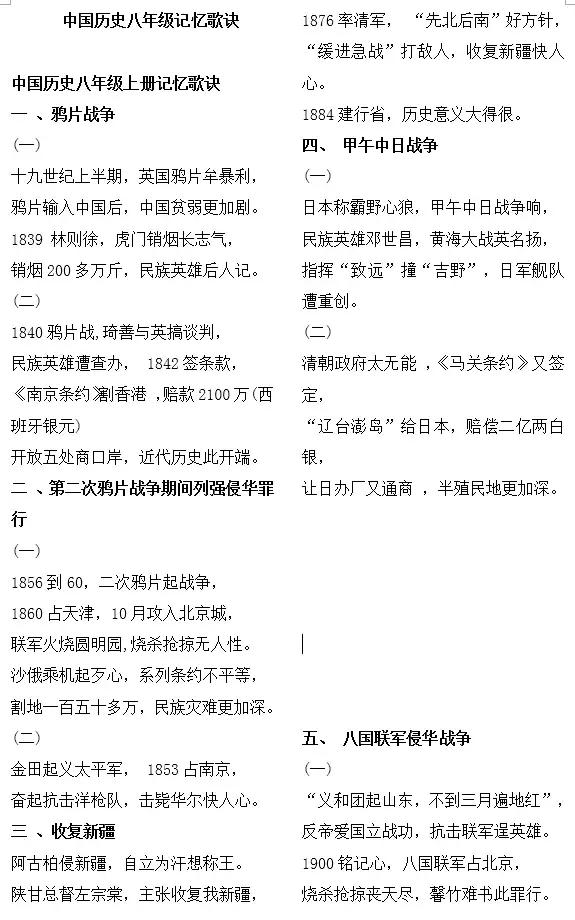 中国历史八年级记忆歌诀
中国历史八年级上册记忆歌诀
一 、鸦片战争
(一)
十九世纪上半期，英国鸦片牟暴利，
鸦片输入中国后，中国贫弱更加剧。
1839 林则徐，虎门销烟长志气，
销烟 200 多万斤，民族英雄后人记。
(二)
1840 鸦片战,琦善与英搞谈判，
民族英雄遭查办， 1842 签条款，
《南京条约》割香港 ,赔款 2100 万(西
班牙银元)
开放五处商口岸，近代历史此开端。
二 、第二次鸦片战争期间列强侵华罪
行
(一)
1856 到 60，二次鸦片起战争，
1860 占天津，10 月攻入北京城，
联军火烧圆明园,烧杀抢掠无人性。
沙俄乘机起歹心，系列条约不平等，
割地一百五十多万，民族灾难更加深。
(二)
金田起义太平军， 1853 占南京，
奋起抗击洋枪队，击毙华尔快人心。
三 、收复新疆
阿古柏侵新疆，自立为汗想称王。
陕甘总督左宗棠，主张收复我新疆，
1876 率清军， “先北后南”好方针，
“缓进急战”打敌人，收复新疆快人
心。
1884 建行省，历史意义大得很。
四、 甲午中日战争
(一)
日本称霸野心狼，甲午中日战争响，
民族英雄邓世昌，黄海大战英名扬，
指挥“致远”撞“吉野”，日军舰队
遭重创。
(二)
清朝政府太无能 ，《马关条约》又签
定，
“辽台澎岛”给日本，赔偿二亿两白
银，
让日办厂又通商 ，半殖民地更加深。
五、 八国联军侵华战争
(一)
“义和团起山东，不到三月遍地红”，
反帝爱国立战功，抗击联军逞英雄。
1900 铭记心，八国联军占北京，
烧杀抢掠丧天尽，馨竹难书此罪行。